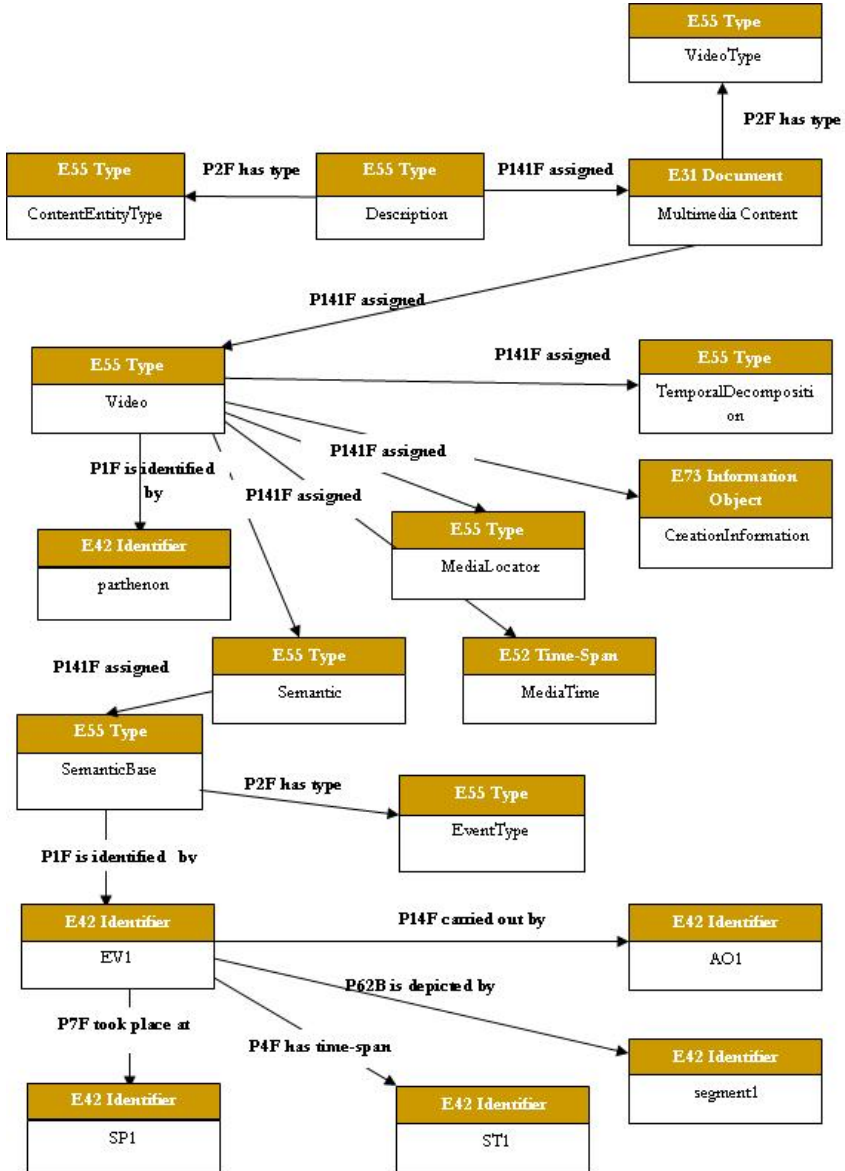 E55 Type
VideoType
P2F has type
E55 Type
ContentEntityType
P2F has type
E55 Type
Description
P141F assigned
E31 Document
Multimedia Content
P141F assigned
E55 Type
Video
P141F assigned
E55 Type
TemporalDecompositi
on
P1F is identified
by
P141F assigned
P141F assigned
E73 Information
Object
CreationInformation
E42 Identifier
parthenon
E55 Type
MediaLocator
P141F assigned
E55 Type
Semantic
E52 Time-Span
MediaTime
E55 Type
SemanticBase
P2F has type
E55 Type
EventType
P1F is identified by
E42 Identifier
EV1
P14F carried out by
E42 Identifier
AO1
P62B is depicted by
P7F took place at
P4F has time-span
E42 Identifier
segment1
E42 Identifier
SP1
E42 Identifier
ST1